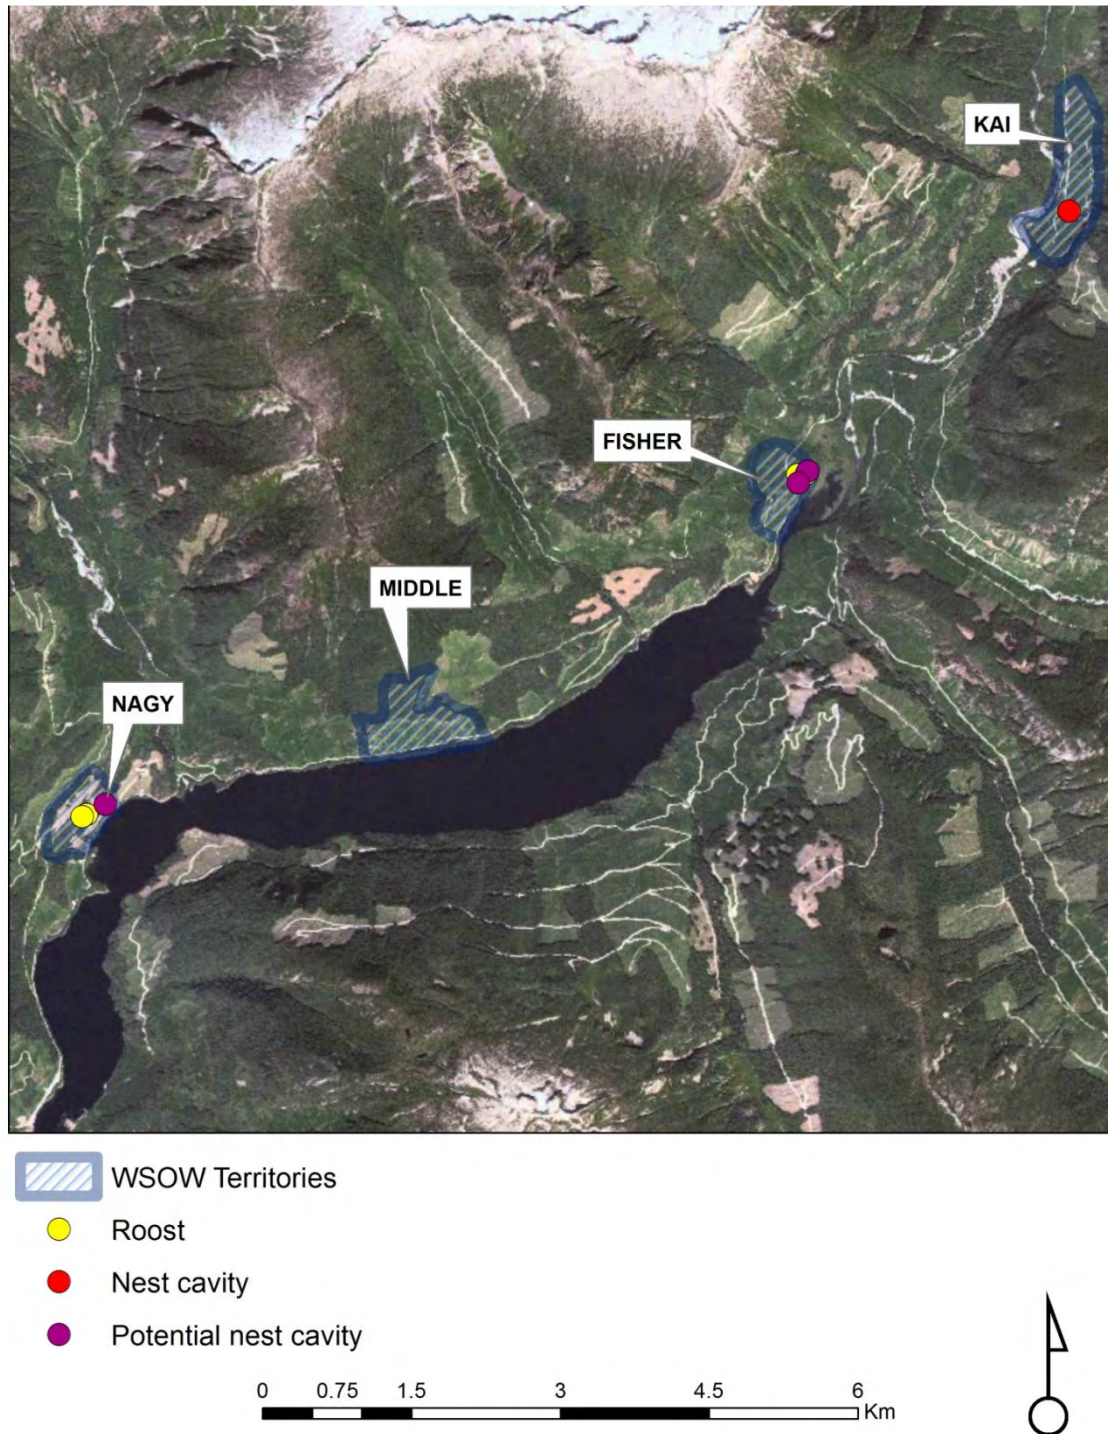 KAI
FISHER
MIDDLE
NAGY
WSOW Territories
Roost
Nest cavity
Potential nest cavity
0 0.75 1.5 3 4.5 6
Km